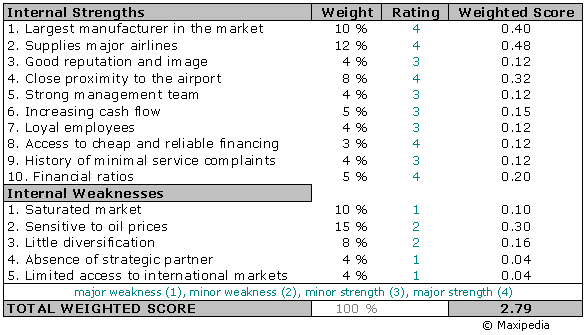 Internal Strengths Weight Rating Weighted Score
1. Largest manufacturer in the market 10 % 4 0.40
2. Supplies major airlines 12 % 4 0.48
3. Good reputation and image 4 % 3 0.12
4. Close proximity to the airport 8 % 4 0.32
5. Strong management team 4 % 3 0.12
6. Increasing cash flow 5 % 3 0.15
7. Loyal employees 4 % 3 0.12
8. Access to cheap and reliable financing 3 % 4 0.12
9. History of minimal service complaints 4 % 3 0.12
10. Financial ratios 5 % 4 0.20
Internal Weaknesses
1. Saturated market 10 % 1 0.10
2. Sensitive to oil prices 15 % 2 0.30
3. Little diversification 8 % 2 0.16
4. Absence of strategic partner 4 % 1 0.04
5. Limited access to international markets 4 % 1 0.04
major weakness (1), minor weakness (2), minor strength (3), major strength (4)
TOTAL WEIGHTED SCORE 100 % 2.79
© Maxipedia